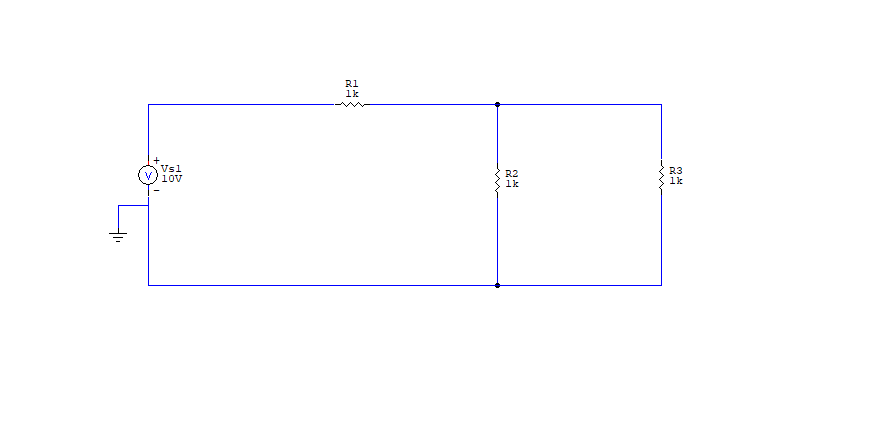 R1
1k
+
Vs1
10V
V
-
R2
1k
R3
1k